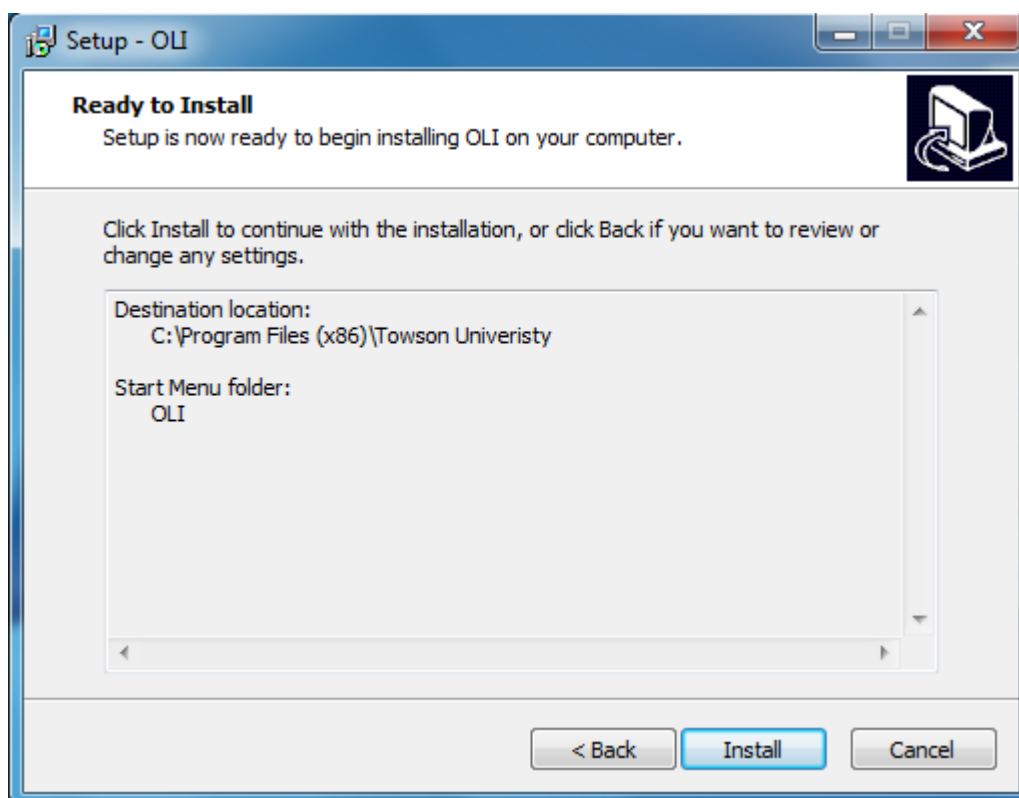 Setup - OLI
Ready to Install
Setup is now ready to begin installing OLI on your computer.
Click Install to continue with the installation, or click Back if you want to review or
change any settings.
Destination location:
C:\Program Files (x86)\Towson Univeristy
Start Menu folder:
OLI
< Back
Install
Cancel